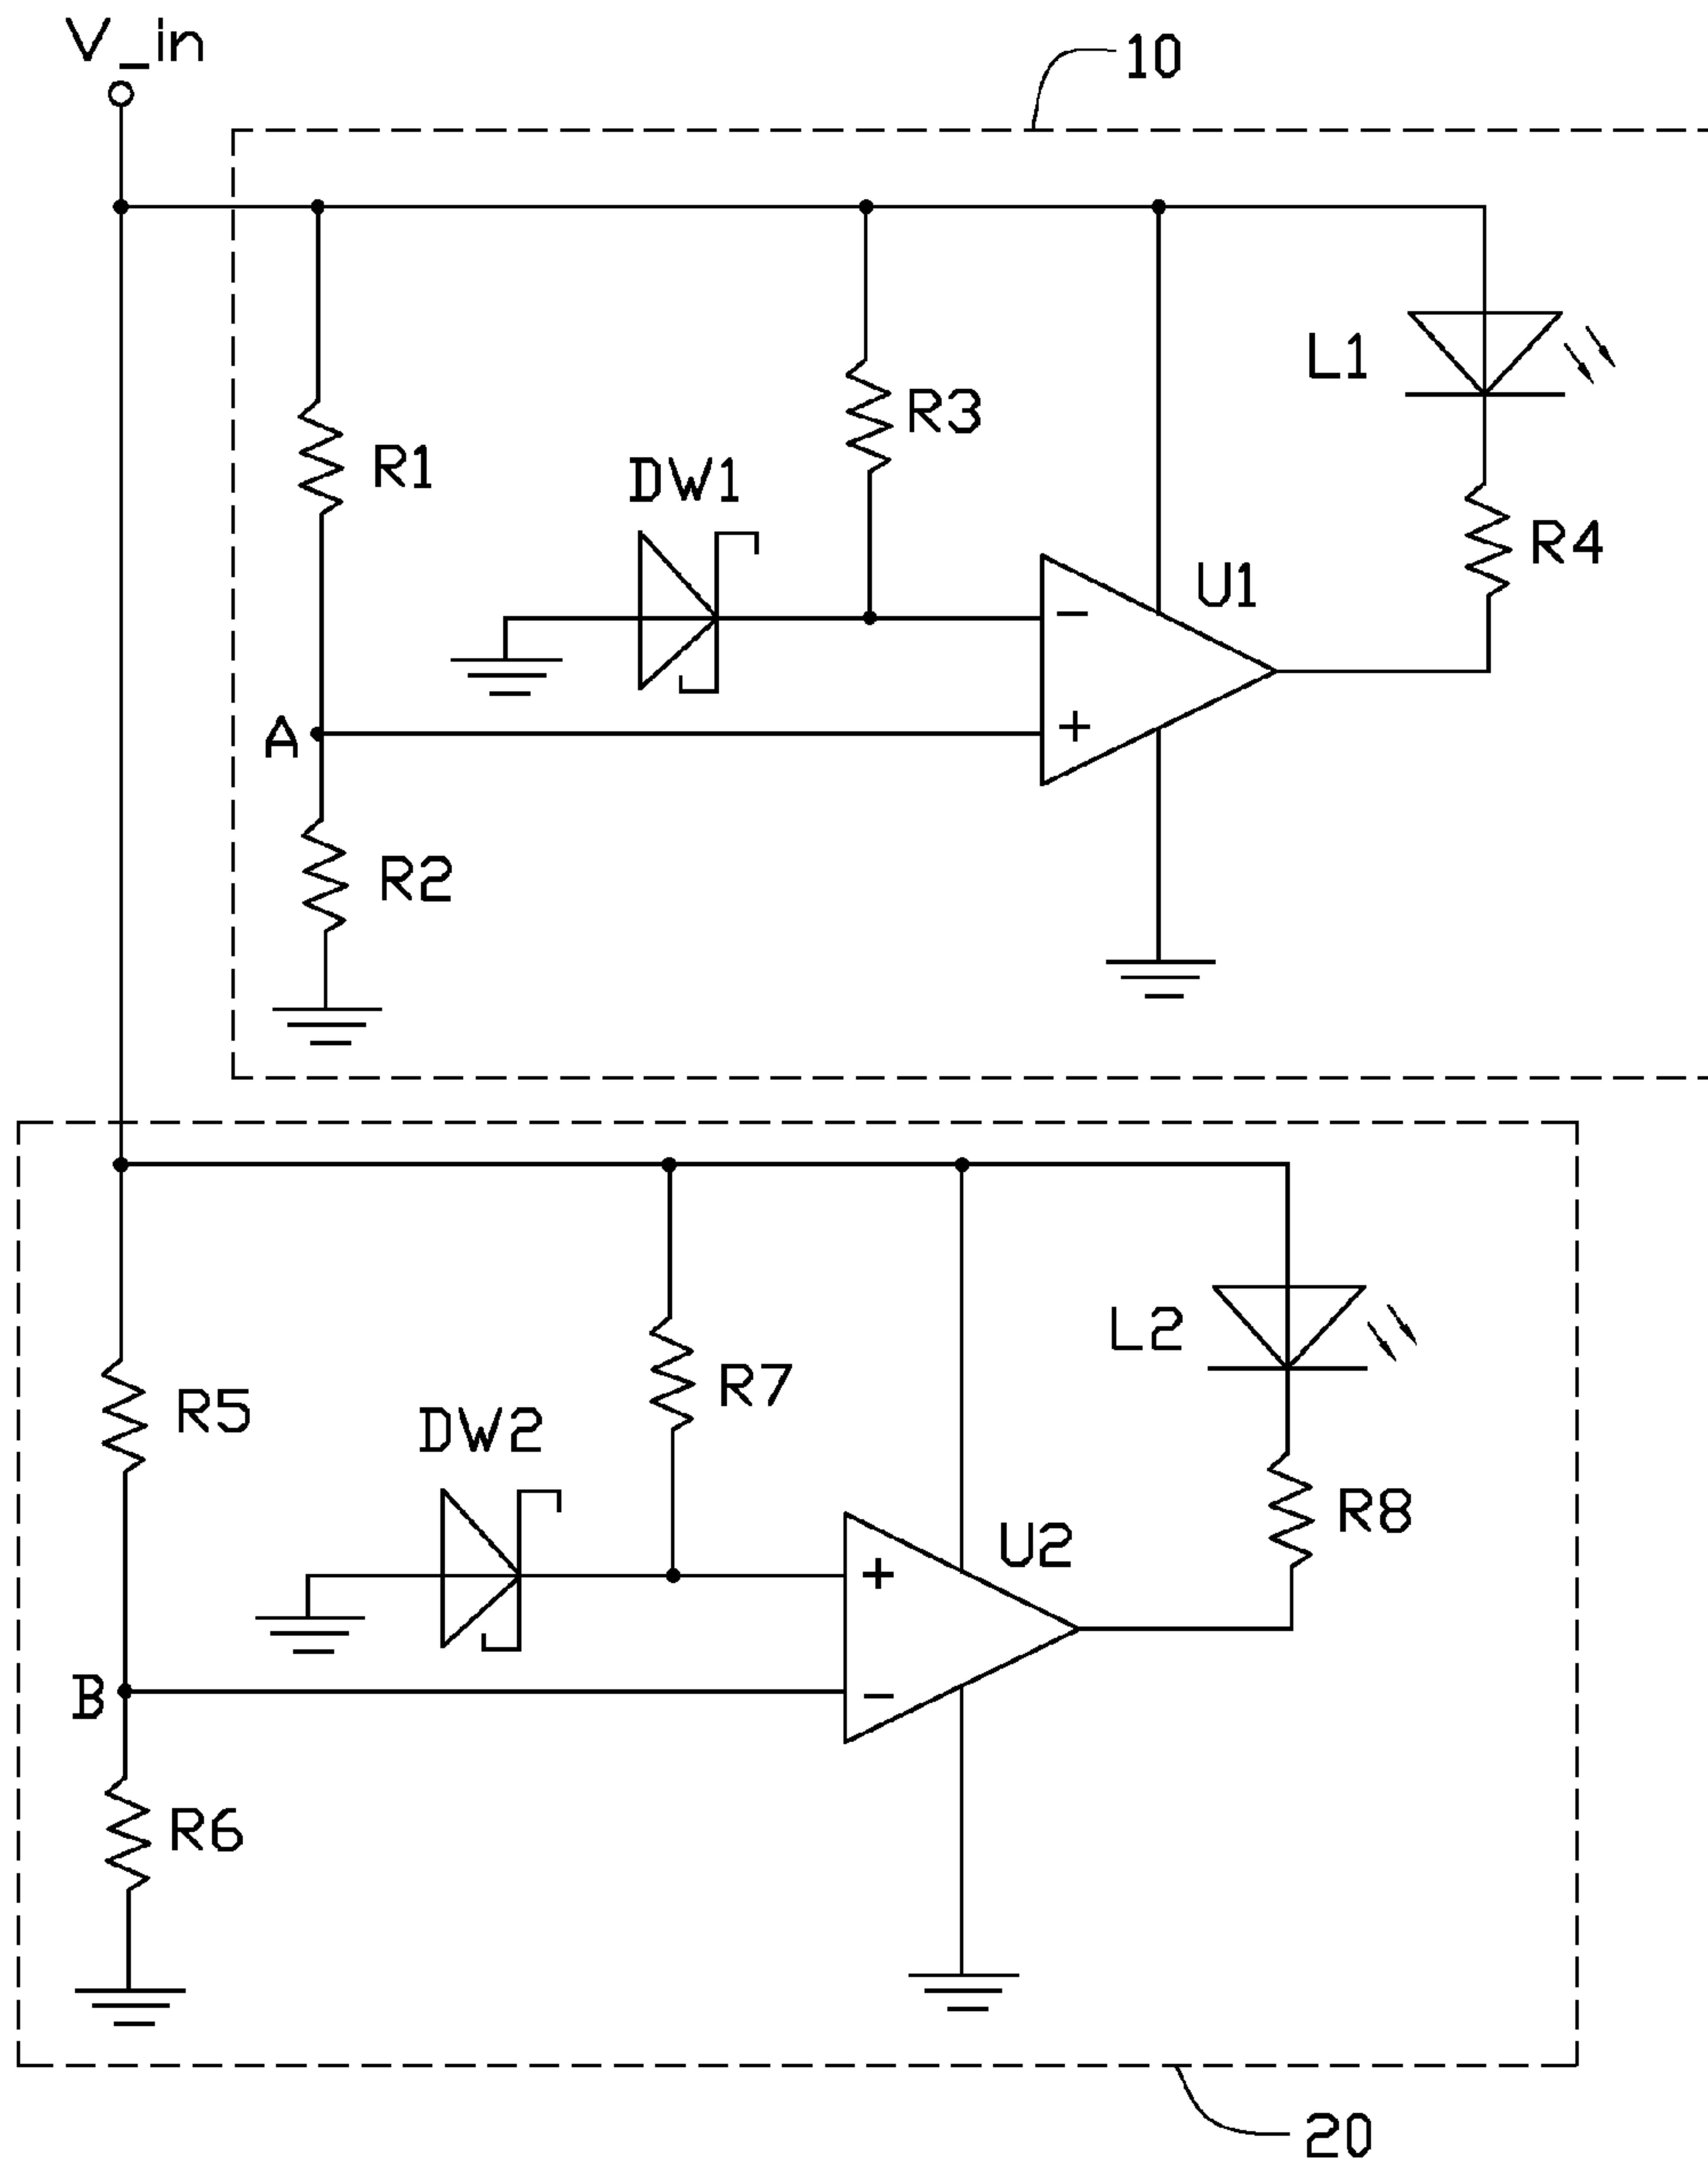 V_in
10
L1
R3
R1
DW1
R4
U1
-
+
A
R2
L2
R7
R5
DW2
R8
U2
+
-
B
R6
20